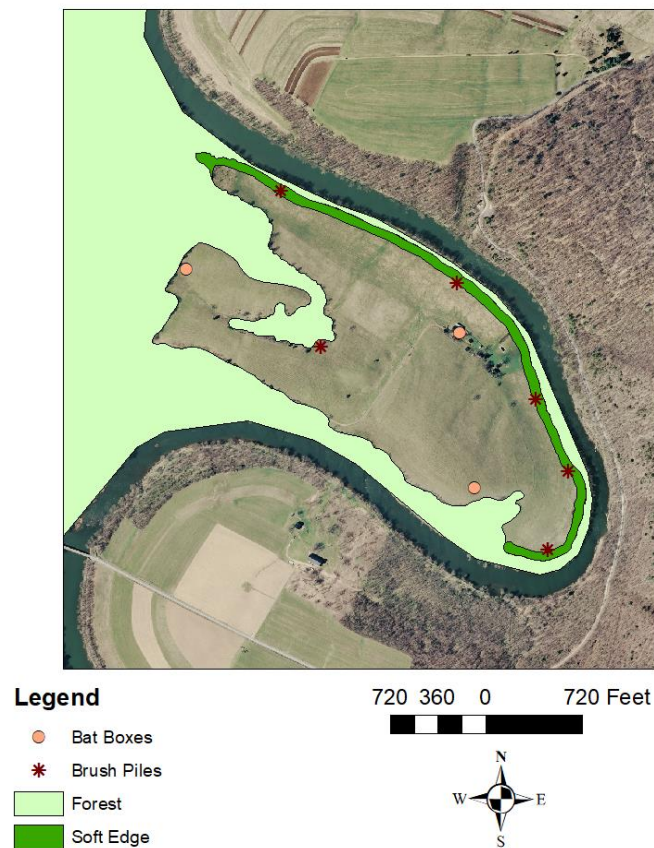 Legend
Bat Boxes
Brush Piles
Forest
Soft Edge
720 360 0 720 Feet
N
W E
S